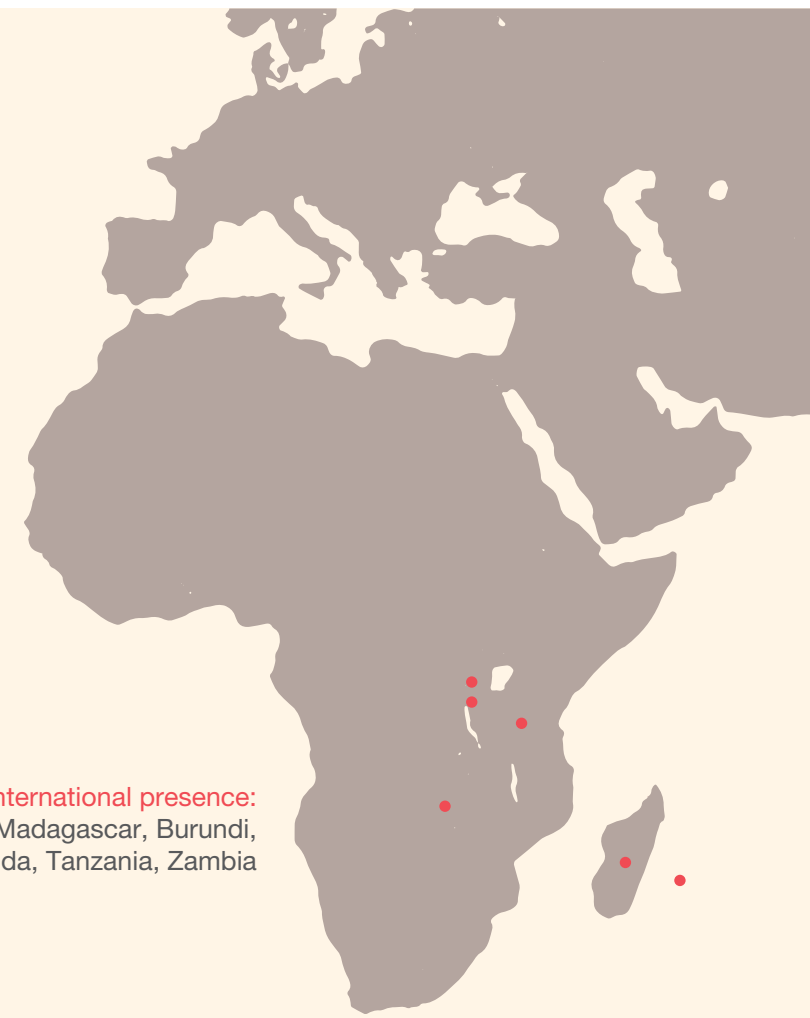 nternational presence:
Madagascar, Burundi,
da, Tanzania, Zambia